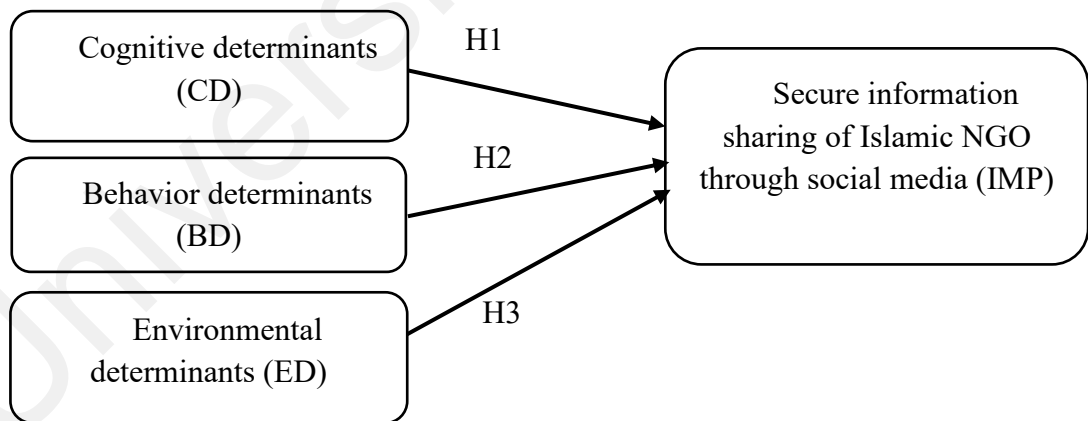 Cognitive determinants
(CD)
H1
Secure information
sharing of Islamic NGO
through social media (IMP)
Behavior determinants
(BD)
H2
Environmental
determinants (ED)
H3
Universi